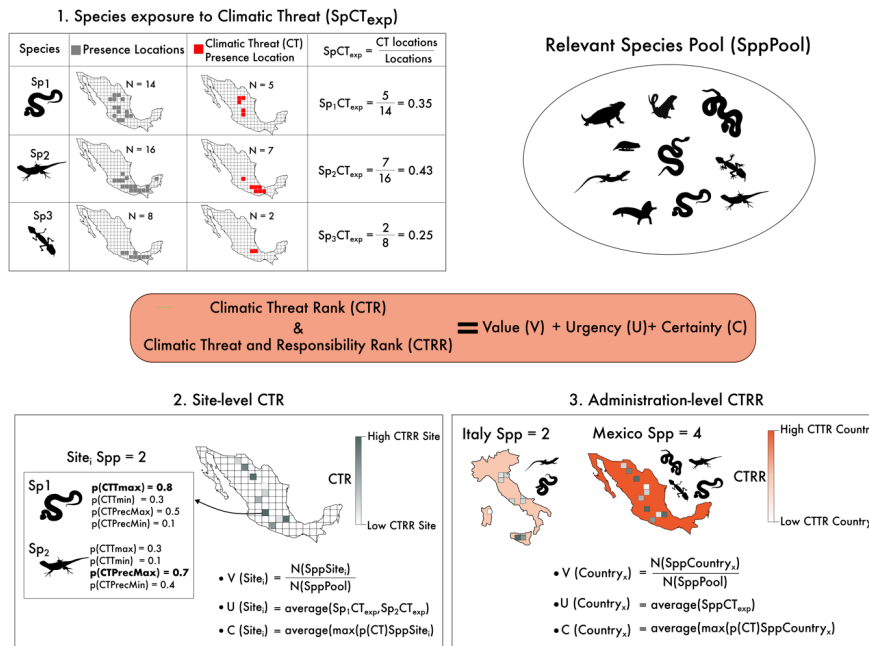 1. Species exposure to Climatic Threat (SpCTexp)
Species
Presence Locations
Climatic Threat (CT)
Presence Location
SpCTexp = CT locations / Locations
Sp1
N = 14
N = 5
Sp1CTexp = 5 / 14 = 0.35
Sp2
N = 16
N = 7
Sp2CTexp = 7 / 16 = 0.43
Sp3
N = 8
N = 2
Sp3CTexp = 2 / 8 = 0.25
Relevant Species Pool (SppPool)
Climatic Threat Rank (CTR)
&
Climatic Threat and Responsibility Rank (CTRR)
= Value (V) + Urgency (U)+ Certainty (C)
2. Site-level CTR
Sitei Spp = 2
Sp1
p(CTTmax) = 0.8
p(CTTmin) = 0.3
p(CTPrecMax) = 0.5
p(CTPrecMin) = 0.1
Sp2
p(CTTmax) = 0.3
p(CTTmin) = 0.1
p(CTPrecMax) = 0.7
p(CTPrecMin) = 0.4
CTR
High CTRR Site
Low CTRR Site
• V (Sitei) = N(SppSitei) / N(SppPool)
• U (Sitei) = average(Sp1CTexp,Sp2CTexp)
• C (Sitei) = average(max(p(CT)SppSitei)
3. Administration-level CTRR
Italy Spp = 2
Mexico Spp = 4
CTRR
High CTTR Country
Low CTTR Country
• V (Countryx) = N(SppCountryx) / N(SppPool)
• U (Countryx) = average(SppCTexp)
• C (Countryx) = average(max(p(CT)SppCountryx)